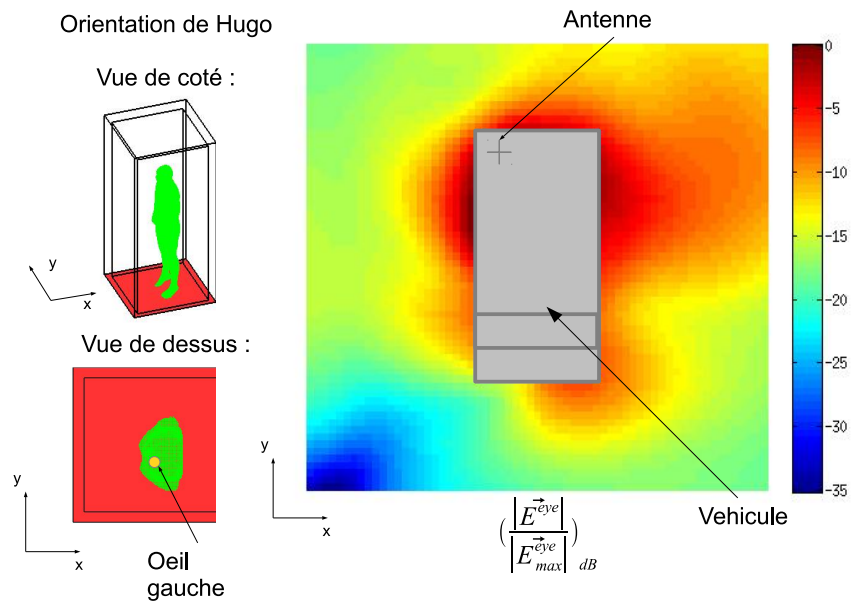 Orientation de Hugo
Antenne
Vue de coté :
y
x
Vue de dessus :
y
x
Oeil
gauche
0
−5
−10
−15
−20
−25
−30
−35
y
x
Vehicule
(|E^eye|/|E^eye_max|)_dB